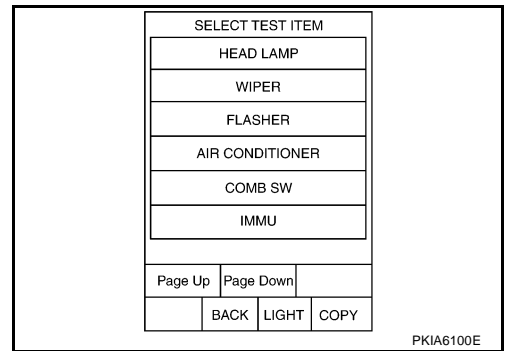 SELECT TEST ITEM
HEAD LAMP
WIPER
FLASHER
AIR CONDITIONER
COMB SW
IMMU
Page Up Page Down
BACK LIGHT COPY
PKIA6100E